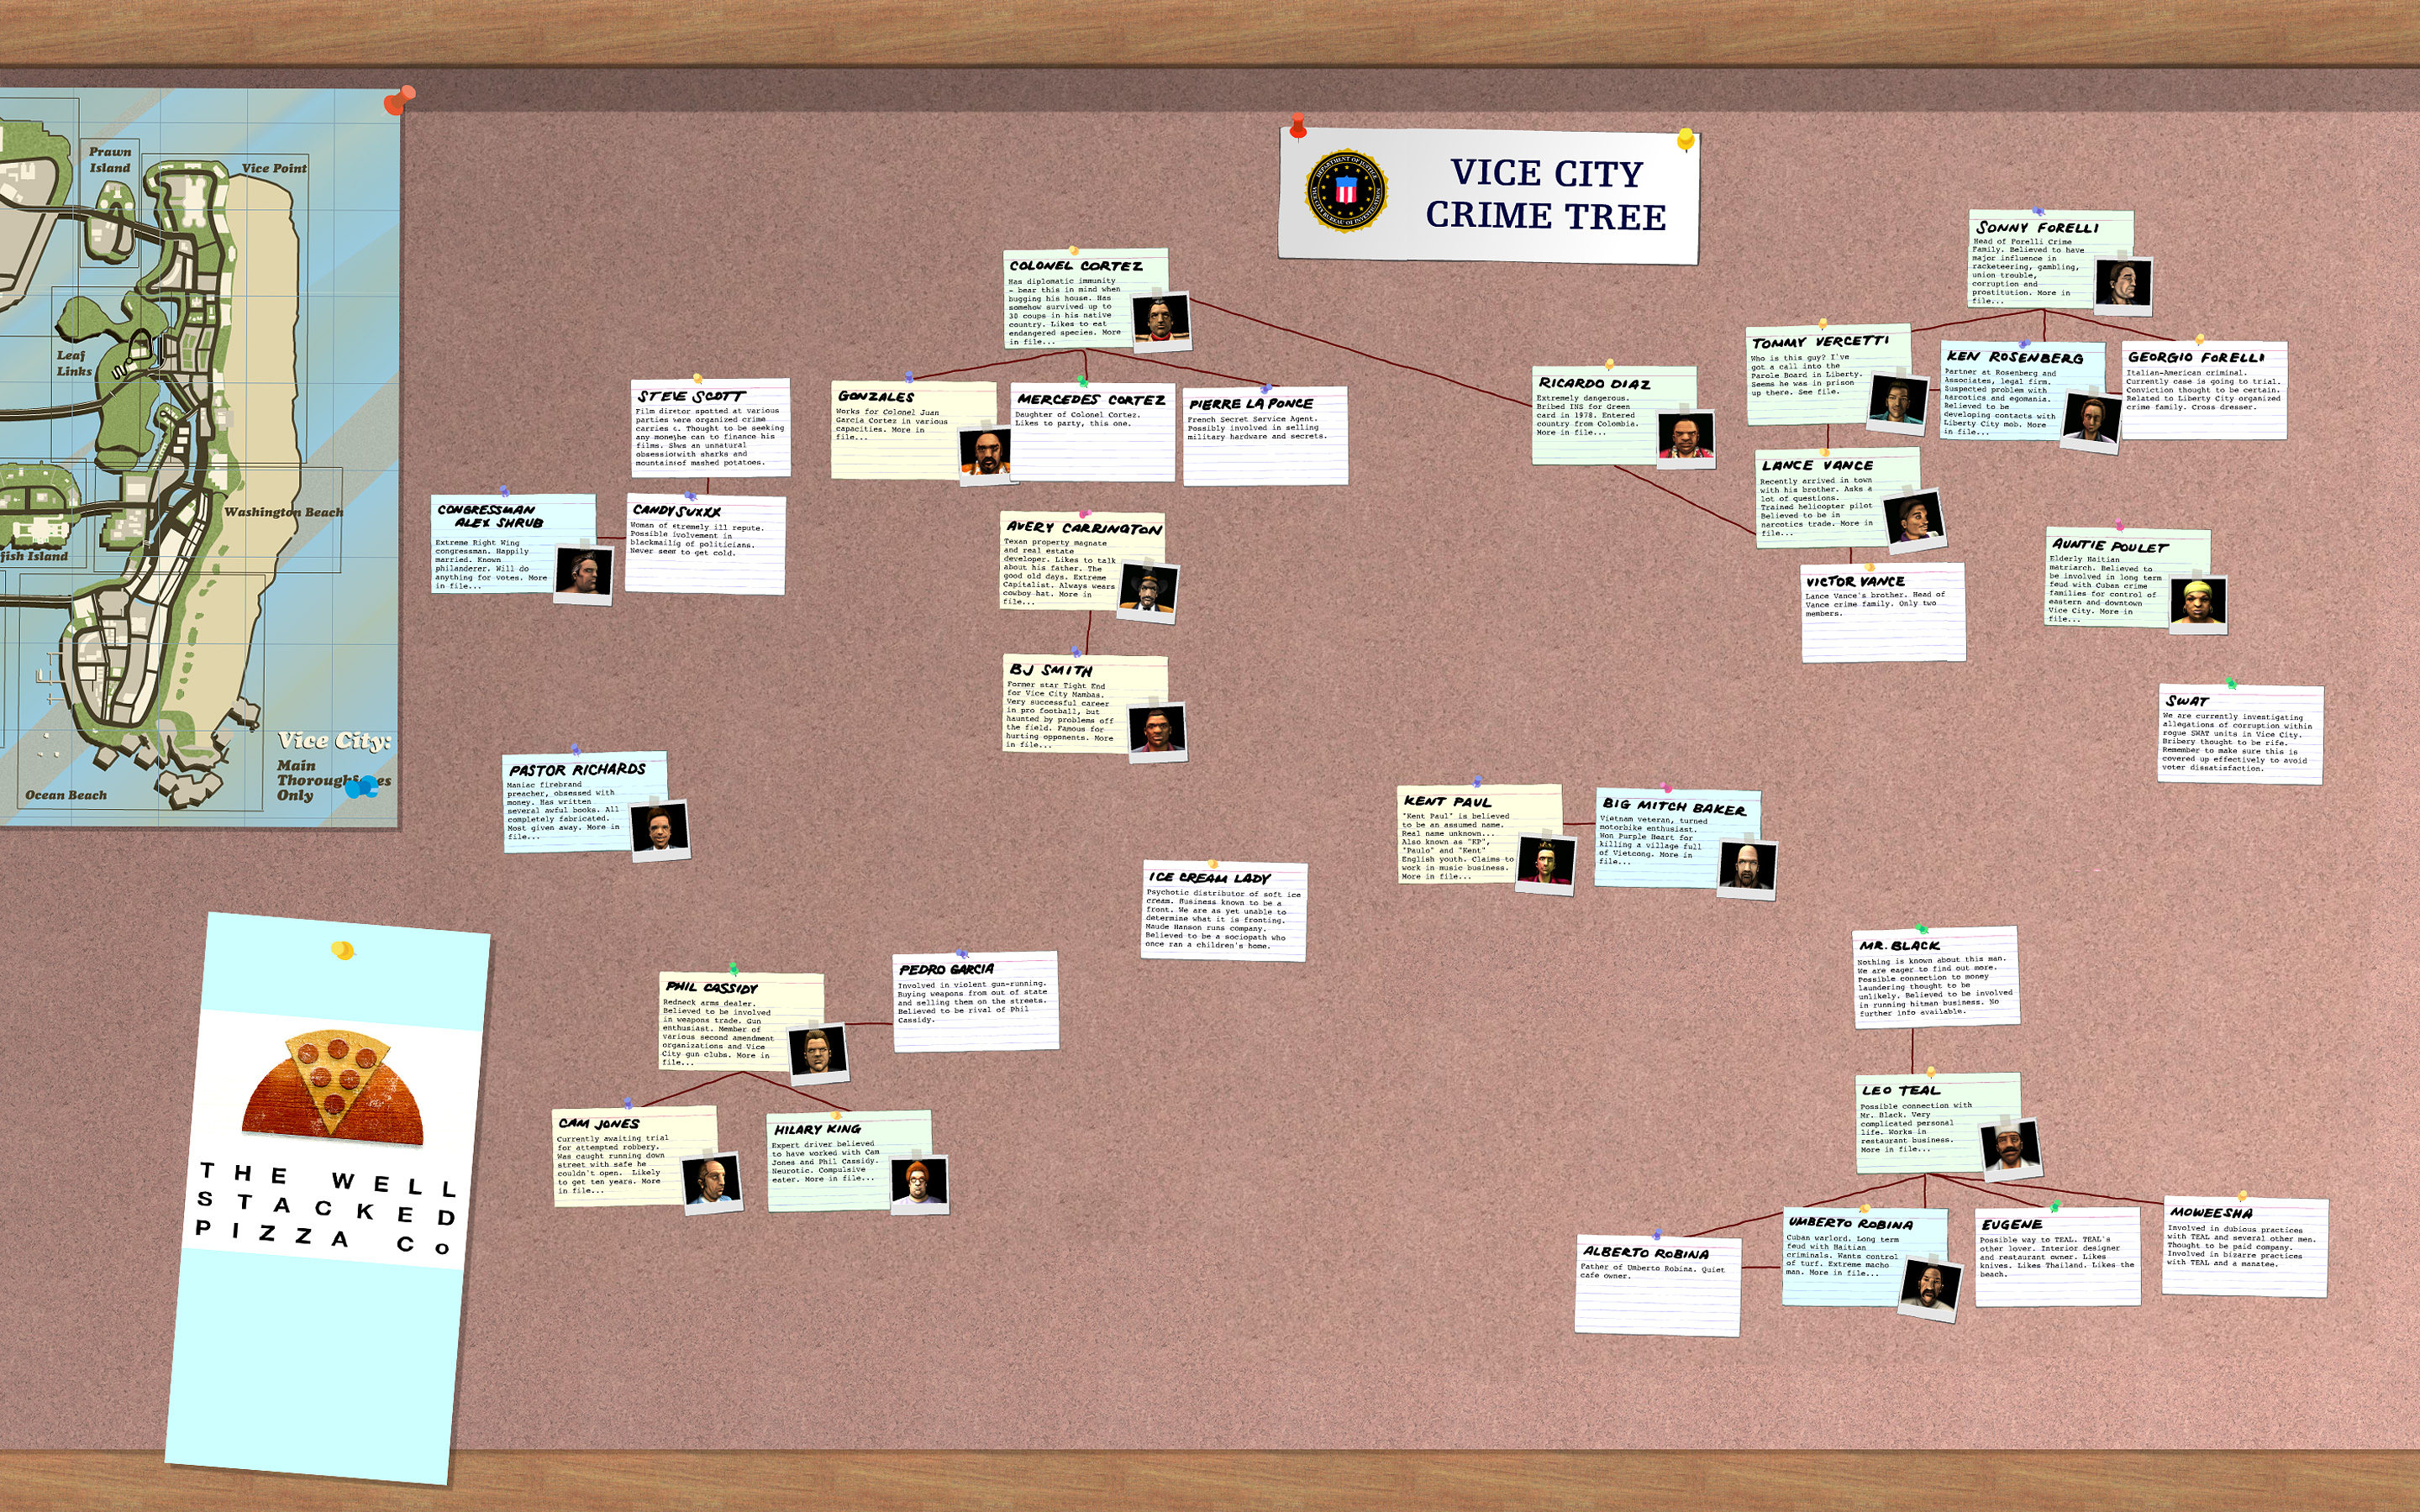 Prawn
Island
Vice Point
Leaf
Links
Washington Beach
fish Island
Ocean Beach
Vice City:
Main
Only
THE WELL
STACKED
PIZZA Co
VICE CITY
CRIME TREE
COLONEL CORTEZ
Has diplomatic immunity
- bear this in mind when
bugging his house. Has
somehow survived up to
30 coups in his native
country. Likes to eat
endangered species. More
in file...
STEVE SCOTT
Film diretor spotted at various
parties were organized crime
carries
any moneyhe can to finance his
films. Shws an unnatural
obsessionwith sharks and
mountainsof mashed potatoes.
GONZALES
Works for Colonel Juan
Garcia Cortez in various
capacities. More in
file...
MERCEDES CORTEZ
Daughter of Colonel Cortez.
Likes to party, this one.
PIERRE LA PONCE
French Secret Service Agent.
Possibly involved in selling
military hardware and secrets.
CONGRESSMAN
ALEX SHRUB
Extreme Right Wing
congressman. Happily
married. Known
philanderer. Will do
anything for votes. More
in file...
CANDY SUXXX
Woman of etremely ill repute.
Possible ivolvement in
blackmailig of politicians.
Never seem to get cold.
AVERY CARRINGTON
Texan property magnate
and real estate
developer. Likes to talk
about his father. The
good old days. Extreme
Capitalist. Always wears
cowboy hat. More in
file...
BJ SMITH
Former star Tight End
for Vice City Mambas.
Very successful career
in pro football, but
haunted by problems off
the field. Famous for
hurting opponents. More
in file...
RICARDO DIAZ
Extremely dangerous.
Bribed INS for Green
card in 1978. Entered
country from Colombia.
More in file...
SONNY FORELLI
Head of Forelli Crime
Family. Believed to have
major influence in
racketeering, gambling,
union trouble,
corruption and
prostitution. More in
file...
TOMMY VERCETTI
Who is this guy? I've
got a call into the
Parole Board in Liberty.
Seems he was in prison
up there. See file.
KEN ROSENBERG
Partner at Rosenberg and
Associates, legal firm.
Suspected problem with
narcotics and egomania.
Believed to be
developing contacts with
Liberty City mob. More
in file...
GEORGIO FORELLI
Italian-American criminal.
Currently case is going to trial.
Conviction thought to be certain.
Related to Liberty City organized
crime family. Cross dresser.
LANCE VANCE
Recently arrived in town
with his brother. Asks a
lot of questions.
Trained helicopter pilot
Believed to be in
narcotics trade. More in
file...
VICTOR VANCE
Lance Vance's brother. Head of
Vance crime family. Only two
members.
AUNTIE POULET
Elderly Haitian
matriarch. Believed to
be involved in long term
feud with Cuban crime
families for control of
eastern and downtown
Vice City. More in
file...
SWAT
We are currently investigating
allegations of corruption within
rogue SWAT units in Vice City.
Bribery thought to be rife.
Remember to make sure this is
covered up effectively to avoid
voter dissatisfaction.
PASTOR RICHARDS
Maniac firebrand
preacher, obsessed with
money. Has written
several awful books. All
completely fabricated.
Most given away. More in
file...
KENT PAUL
"Kent Paul" is believed
to be an assumed name.
Real name unknown...
Also known as "KP",
"Paulo" and "Kent"
English youth. Claims to
work in music business.
More in file...
BIG MITCH BAKER
Vietnam veteran, turned
motorbike enthusiast.
Won Purple Heart for
killing a village full
of Vietcong. More in
file...
ICE CREAM LADY
Psychotic distributor of soft ice
cream. Business known to be a
front. We are as yet unable to
determine what it is fronting.
Maude Hanson runs company.
Believed to be a sociopath who
once ran a children's home.
PHIL CASSIDY
Redneck arms dealer.
Believed to be involved
in weapons trade. Gun
enthusiast. Member of
various second amendment
organizations and Vice
City gun clubs. More in
file...
PEDRO GARCIA
Involved in violent gun-running.
Buying weapons from out of state
and selling them on the streets.
Believed to be rival of Phil
Cassidy.
CAM JONES
Currently awaiting trial
for attempted robbery.
Was caught running down
street with safe he
couldn't open. Likely
to get ten years. More
in file...
HILARY KING
Expert driver believed
to have worked with Cam
Jones and Phil Cassidy.
Neurotic. Compulsive
eater. More in file...
MR. BLACK
Nothing is known about this man.
We are eager to find out more.
Possible connection to money
laundering thought to be
unlikely. Believed to be involved
in running hitman business. No
further info available.
LEO TEAL
Possible connection with
Mr. Black. Very
complicated personal
life. Works in
restaurant business.
More in file...
ALBERTO ROBINA
Father of Umberto Robina. Quiet
cafe owner.
UMBERTO ROBINA
Cuban warlord. Long term
feud with Haitian
criminals. Wants control
of turf. Extreme macho
man. More in file...
EUGENE
Possible way to TEAL. TEAL's
other lover. Interior designer
and restaurant owner. Likes
knives. Likes Thailand. Likes the
beach.
MOWEESHA
Involved in dubious practices
with TEAL and several other men.
Thought to be paid company.
Involved in bizarre practices
with TEAL and a manatee.